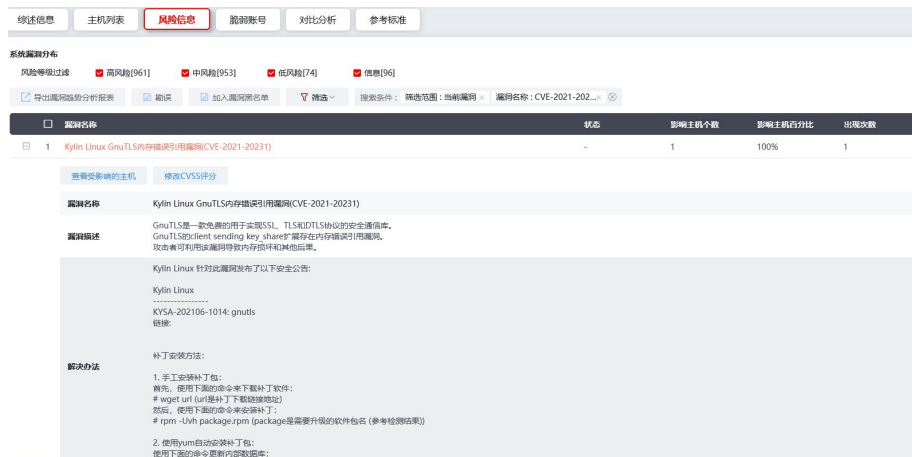 综述信息 主机列表 风险信息 脆弱账号 对比分析 参考标准
系统漏洞分布
风险等级过滤 高风险[961] 中风险[953] 低风险[74] 信息[96]
导出漏洞趋势分析报表 勘误 加入漏洞黑名单 筛选 搜索条件： 筛选范围：当前漏洞 × 漏洞名称：CVE-2021-202...×
漏洞名称 状态 影响主机个数 影响主机百分比 出现次数
1 Kylin Linux GnuTLS内存错误引用漏洞(CVE-2021-20231) - 1 100% 1
查看受影响的主机 修改CVSS评分
漏洞名称 Kylin Linux GnuTLS内存错误引用漏洞(CVE-2021-20231)
GnuTLS是一款免费的用于实现SSL、TLS和DTLS协议的安全通信库。
漏洞描述 GnuTLS的client sending key_share扩展存在内存错误引用漏洞。
攻击者可利用该漏洞导致内存损坏和其他后果。
Kylin Linux 针对此漏洞发布了以下安全公告:
Kylin Linux
----------------
KYSA-202106-1014: gnutls
链接:
补丁安装方法：
解决办法
1. 手工安装补丁包：
首先，使用下面的命令来下载补丁软件：
# wget url (url是补丁下载链接地址)
然后，使用下面的命令来安装补丁：
# rpm -Uvh package.rpm (package是需要升级的软件包名 (参考检测结果))
2. 使用yum自动安装补丁包：
使用下面的命令更新内部数据库：